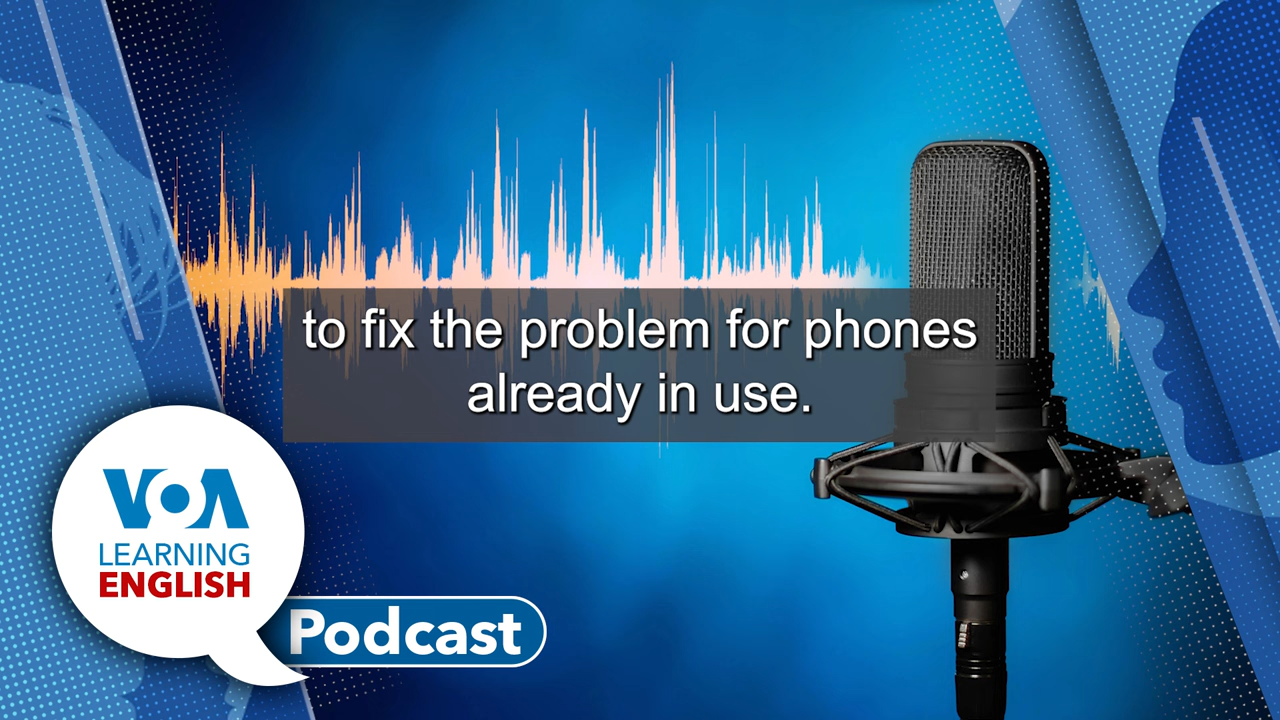 to fix the problem for phones
already in use.
VOA
LEARNING
ENGLISH
Podcast